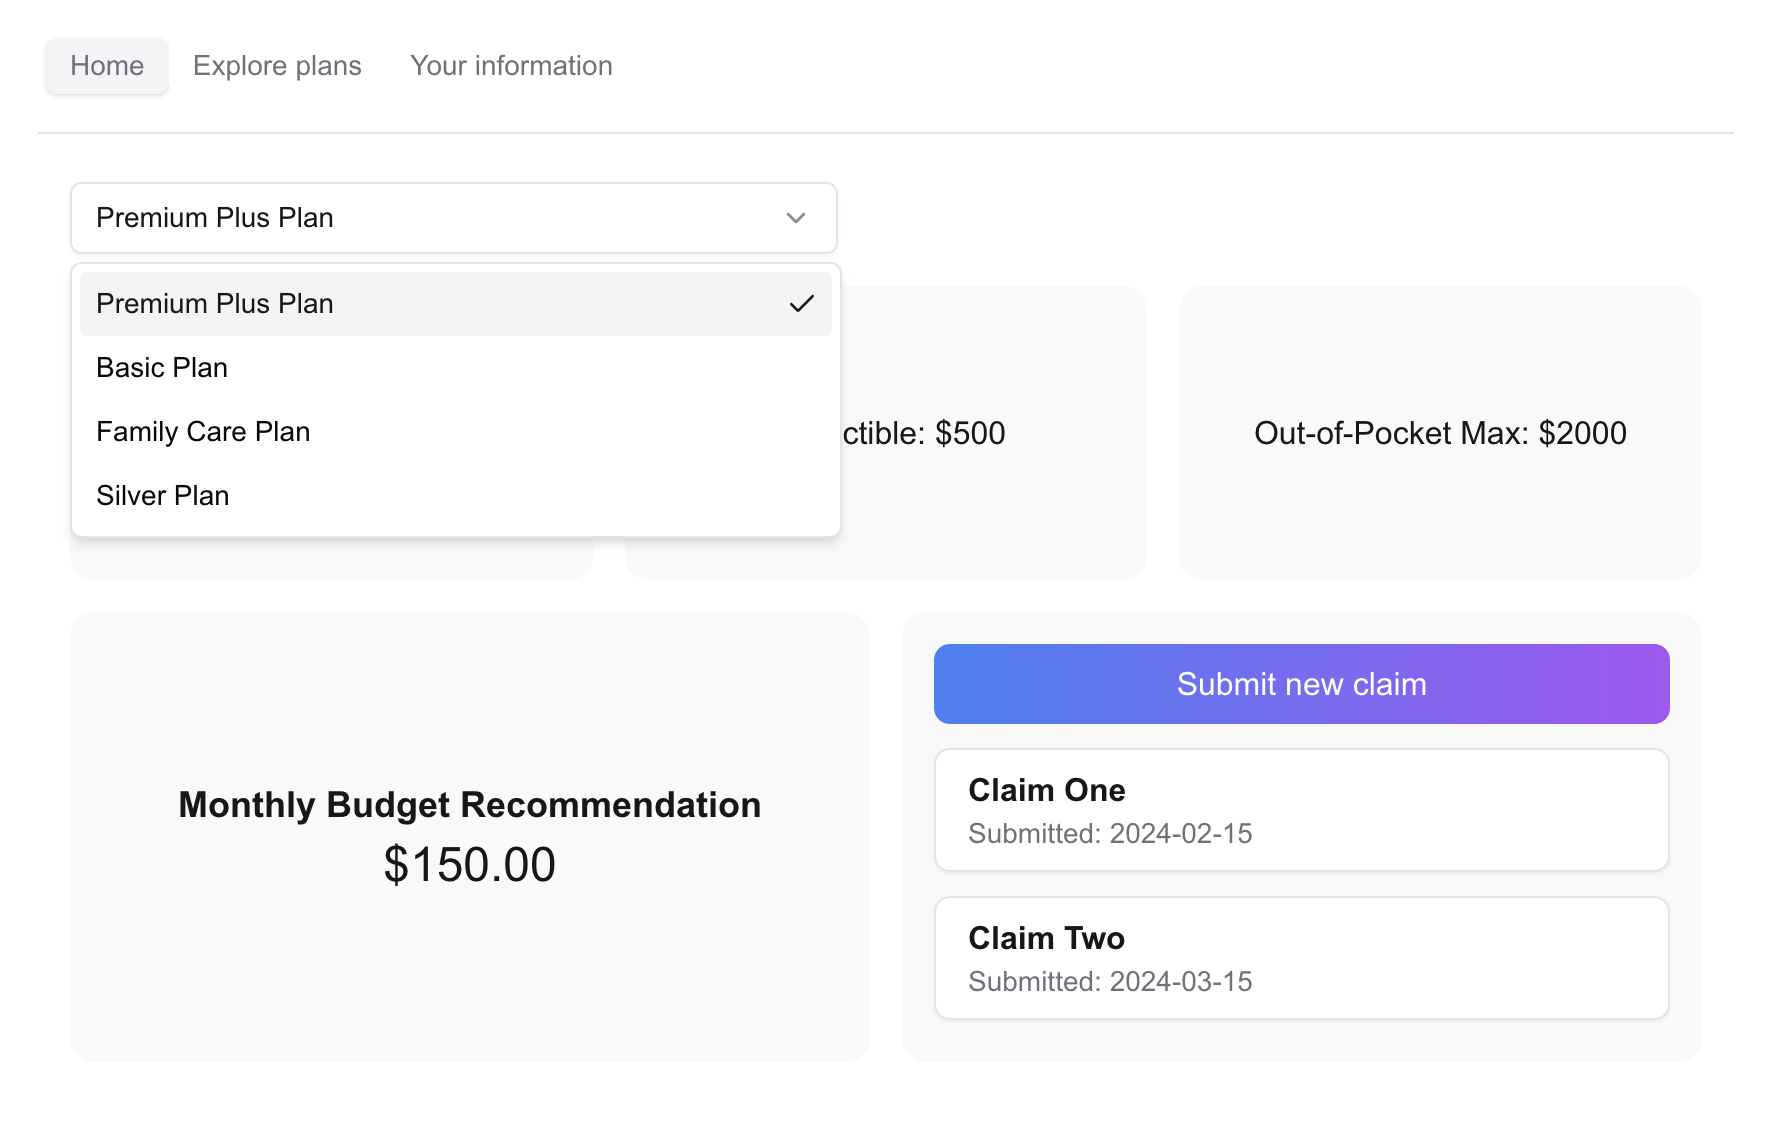 Home Explore plans Your information
Premium Plus Plan
Premium Plus Plan
Basic Plan
Family Care Plan
Silver Plan
ctible: $500
Out-of-Pocket Max: $2000
Monthly Budget Recommendation
$150.00
Submit new claim
Claim One
Submitted: 2024-02-15
Claim Two
Submitted: 2024-03-15